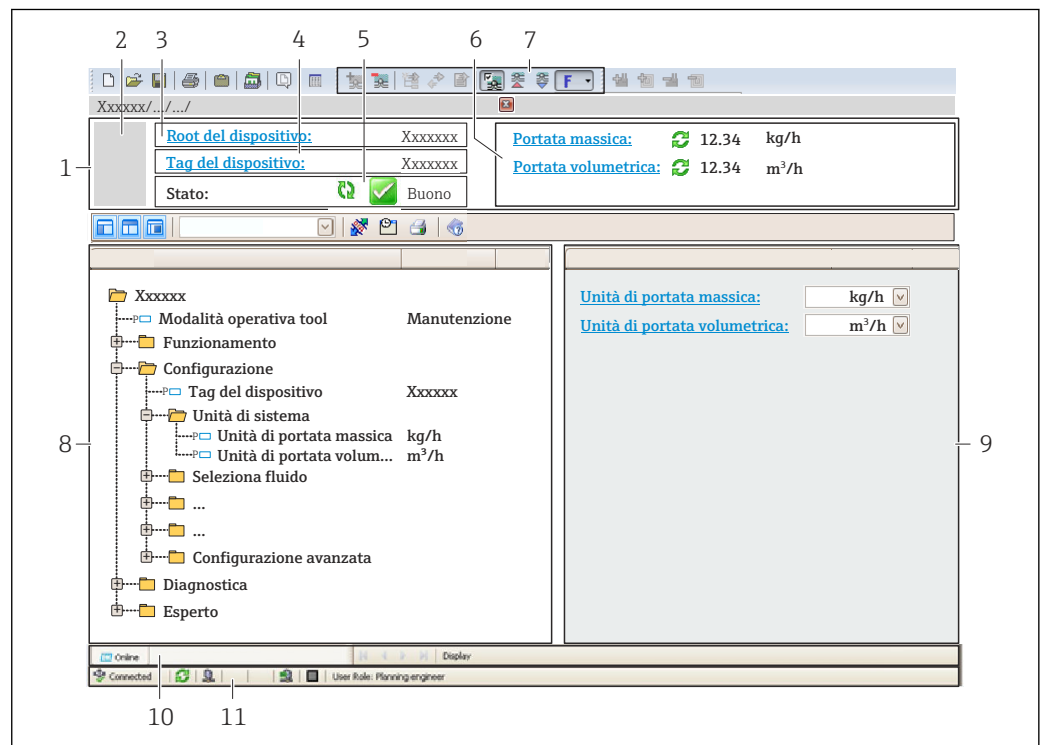 2 3 4 5 6 7
F
Xxxxxx/.../.../
1
Root del dispositivo: Xxxxxxx
Tag del dispositivo: Xxxxxxx
Stato: Buono
Portata massica: 12.34 kg/h
Portata volumetrica: 12.34 m³/h
Xxxxxx
Modalità operativa tool Manutenzione
Funzionamento
Configurazione
Tag del dispositivo Xxxxxx
Unità di sistema
Unità di portata massica kg/h
Unità di portata volum... m³/h
Seleziona fluido
...
...
Configurazione avanzata
Diagnostica
Esperto
8
Unità di portata massica: kg/h
Unità di portata volumetrica: m³/h
9
Online Display
Connected User Role: Planning engineer
10 11